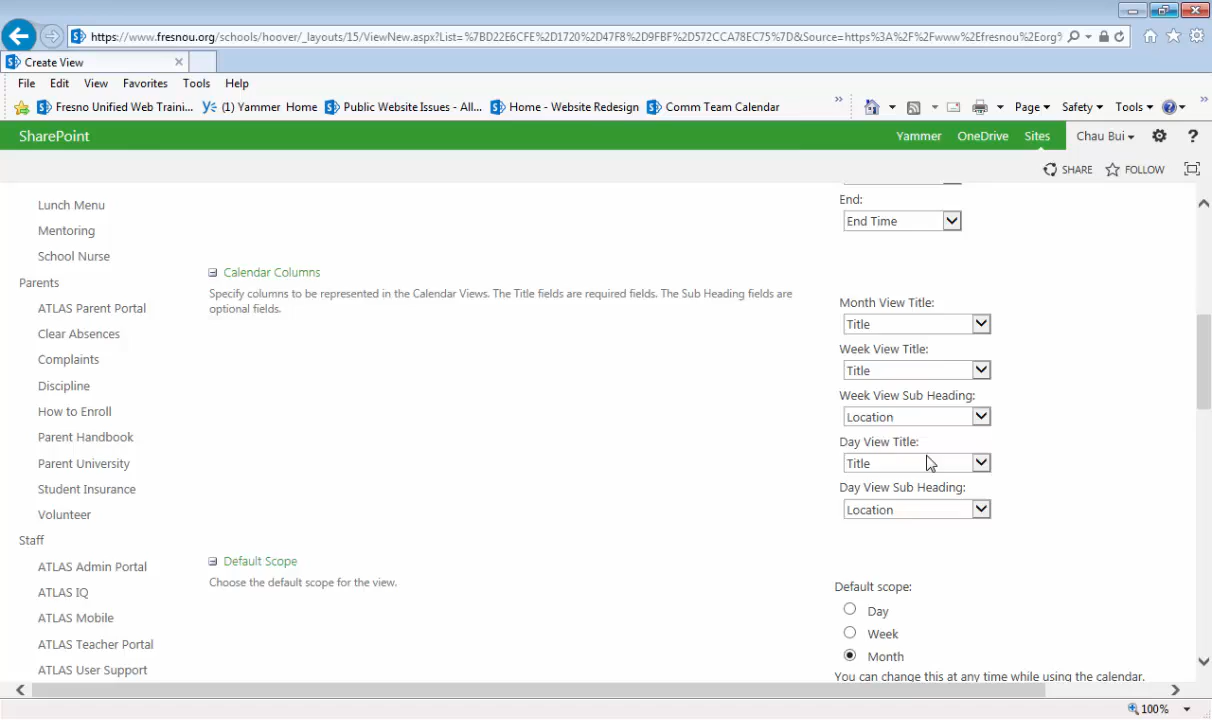 https://www.fresnou.org/schools/hoover/_layouts/15/ViewNew.aspx?List=%7BD22E6CFE%2D1720%2D47F8%2D9FBF%2D572CCA78EC75%7D&Source=https%3A%2F%2Fwww%2Efresnou%2Eorg%
Create View
File Edit View Favorites Tools Help
Fresno Unified Web Traini... (1) Yammer Home Public Website Issues - All... Home - Website Redesign Comm Team Calendar » Page Safety Tools »
SharePoint Yammer OneDrive Sites Chau Bui ?
SHARE FOLLOW
Lunch Menu
Mentoring
School Nurse
Parents
ATLAS Parent Portal
Clear Absences
Complaints
Discipline
How to Enroll
Parent Handbook
Parent University
Student Insurance
Volunteer
Staff
ATLAS Admin Portal
ATLAS IQ
ATLAS Mobile
ATLAS Teacher Portal
ATLAS User Support
End:
End Time
Calendar Columns
Specify columns to be represented in the Calendar Views. The Title fields are required fields. The Sub Heading fields are
optional fields.
Month View Title:
Title
Week View Title:
Title
Week View Sub Heading:
Location
Day View Title:
Title
Day View Sub Heading:
Location
Default Scope
Choose the default scope for the view.
Default scope:
Day
Week
Month
You can change this at any time while using the calendar.
100%